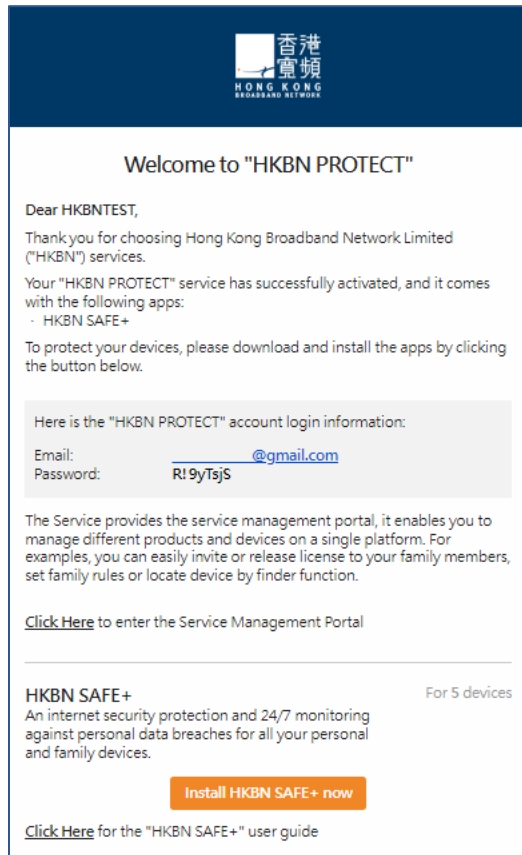 香港
寬頻
HONG KONG
BROADBAND NETWORK
Welcome to "HKBN PROTECT"
Dear HKBNTEST,
Thank you for choosing Hong Kong Broadband Network Limited
("HKBN") services.
Your "HKBN PROTECT" service has successfully activated, and it comes
with the following apps:
· HKBN SAFE+
To protect your devices, please download and install the apps by clicking
the button below.
Here is the "HKBN PROTECT" account login information:
Email: @gmail.com
Password: R!9yTsjS
The Service provides the service management portal, it enables you to
manage different products and devices on a single platform. For
examples, you can easily invite or release license to your family members,
set family rules or locate device by finder function.
Click Here to enter the Service Management Portal
HKBN SAFE+ For 5 devices
An internet security protection and 24/7 monitoring
against personal data breaches for all your personal
and family devices.
Install HKBN SAFE+ now
Click Here for the "HKBN SAFE+" user guide